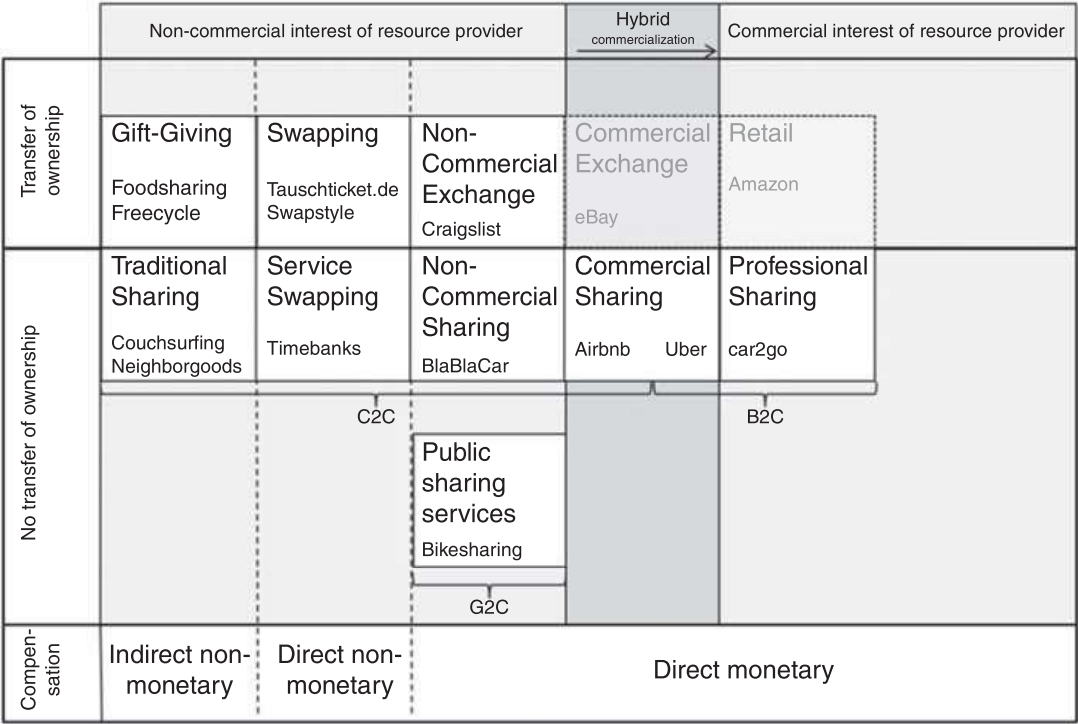 Non-commercial interest of resource provider
Hybrid
commercialization
Commercial interest of resource provider
Transfer of
ownership
Gift-Giving
Foodsharing
Freecycle
Swapping
Tauschticket.de
Swapstyle
Non-
Commercial
Exchange
Craigslist
Commercial
Exchange
eBay
Retail
Amazon
No transfer of ownership
Traditional
Sharing
Couchsurfing
Neighborgoods
Service
Swapping
Timebanks
Non-
Commercial
Sharing
BlaBlaCar
Commercial
Sharing
Airbnb Uber
Professional
Sharing
car2go
C2C
B2C
Public
sharing
services
Bikesharing
G2C
Compen-
sation
Indirect non-
monetary
Direct non-
monetary
Direct monetary